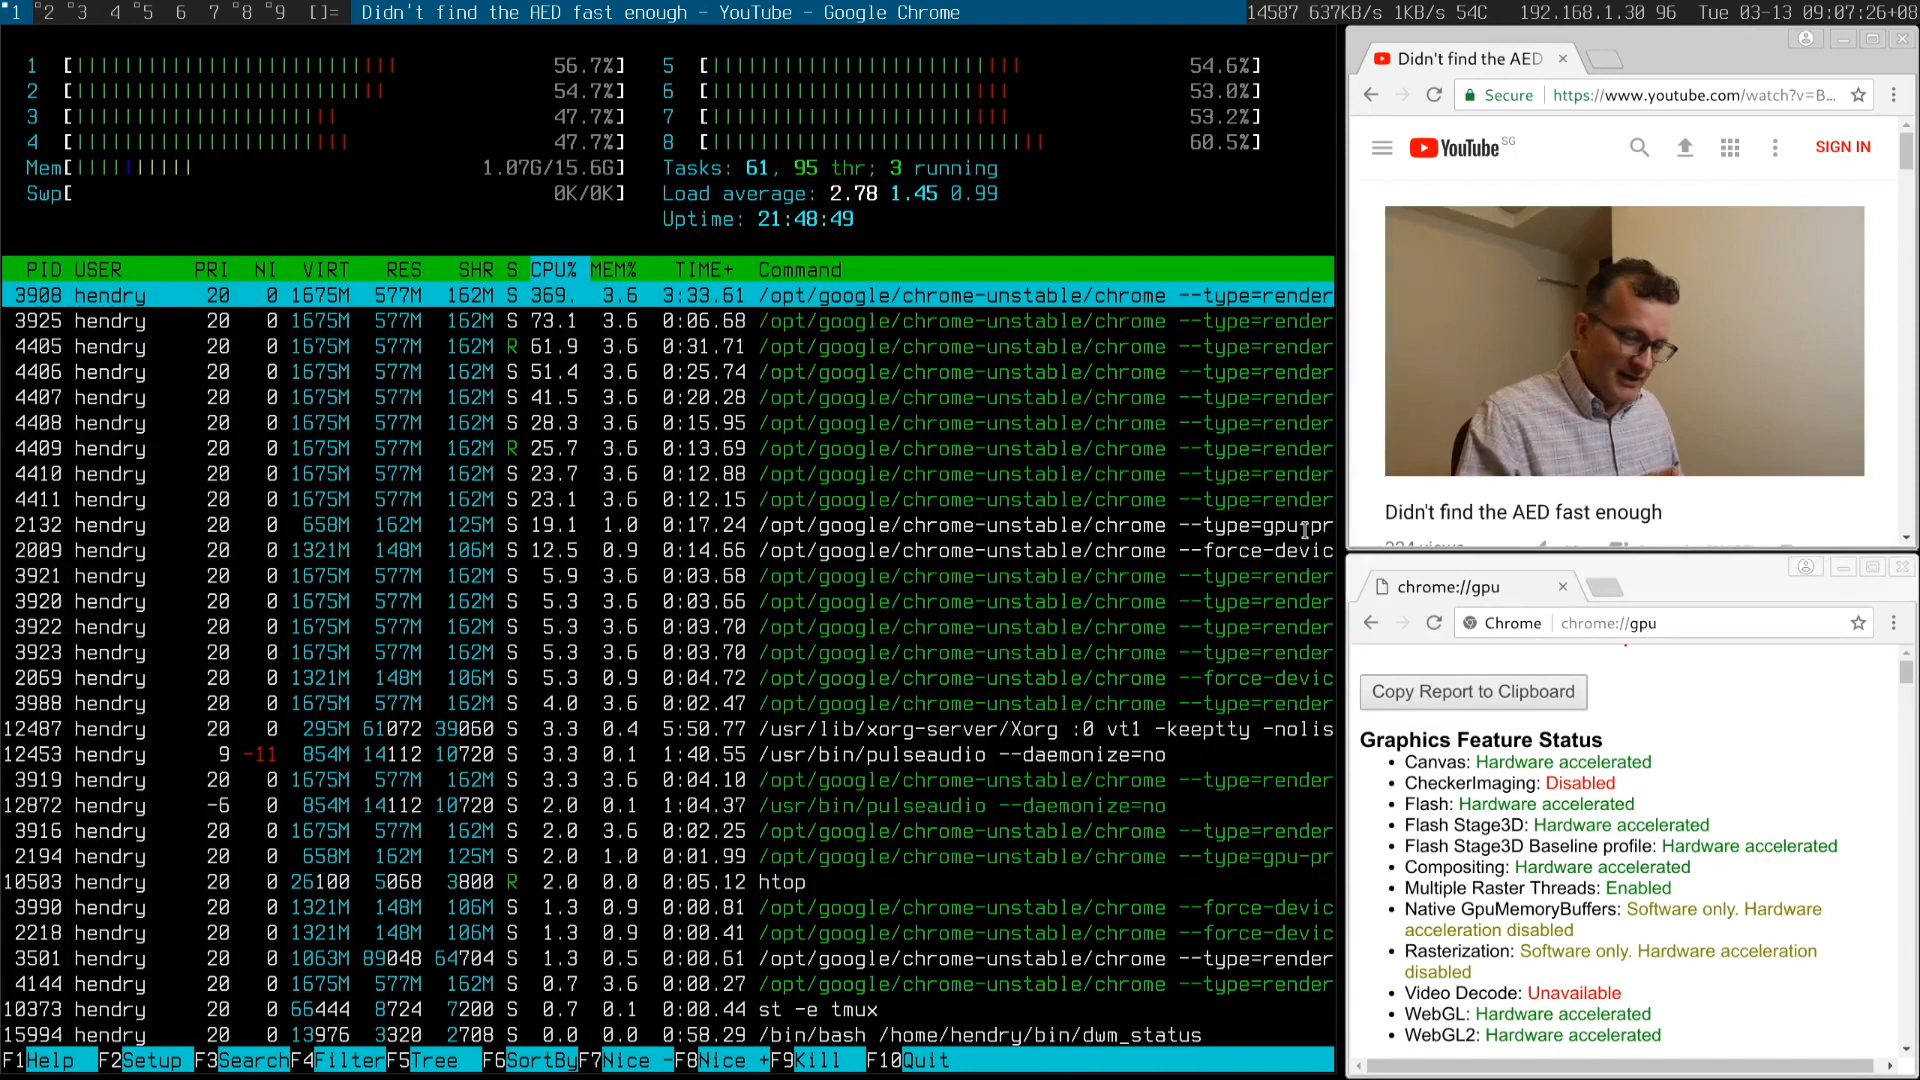 1 2 3 4 5 6 7 8 9 []= Didn't find the AED fast enough - YouTube - Google Chrome 14587 637KB/s 1KB/s 54C 192.168.1.30 96 Tue 03-13 09:07:26+08
1 [ 56.7%] 5 [ 54.6%]
2 [ 54.7%] 6 [ 53.0%]
3 [ 47.7%] 7 [ 53.2%]
4 [ 47.7%] 8 [ 60.5%]
Mem[ 1.07G/15.6G] Tasks: 61, 95 thr; 3 running
Swp[ 0K/0K] Load average: 2.78 1.45 0.99
Uptime: 21:48:49
PID USER PRI NI VIRT RES SHR S CPU% MEM% TIME+ Command
3908 hendry 20 0 1675M 577M 162M S 369. 3.6 3:33.61 /opt/google/chrome-unstable/chrome --type=render
3925 hendry 20 0 1675M 577M 162M S 73.1 3.6 0:06.68 /opt/google/chrome-unstable/chrome --type=render
4405 hendry 20 0 1675M 577M 162M R 61.9 3.6 0:31.71 /opt/google/chrome-unstable/chrome --type=render
4406 hendry 20 0 1675M 577M 162M S 51.4 3.6 0:25.74 /opt/google/chrome-unstable/chrome --type=render
4407 hendry 20 0 1675M 577M 162M S 41.5 3.6 0:20.28 /opt/google/chrome-unstable/chrome --type=render
4408 hendry 20 0 1675M 577M 162M S 28.3 3.6 0:15.95 /opt/google/chrome-unstable/chrome --type=render
4409 hendry 20 0 1675M 577M 162M R 25.7 3.6 0:13.69 /opt/google/chrome-unstable/chrome --type=render
4410 hendry 20 0 1675M 577M 162M S 23.7 3.6 0:12.88 /opt/google/chrome-unstable/chrome --type=render
4411 hendry 20 0 1675M 577M 162M S 23.1 3.6 0:12.15 /opt/google/chrome-unstable/chrome --type=render
2132 hendry 20 0 658M 162M 125M S 19.1 1.0 0:17.24 /opt/google/chrome-unstable/chrome --type=gpu-pr
2009 hendry 20 0 1321M 148M 106M S 12.5 0.9 0:14.66 /opt/google/chrome-unstable/chrome --force-devic
3921 hendry 20 0 1675M 577M 162M S 5.9 3.6 0:03.68 /opt/google/chrome-unstable/chrome --type=render
3920 hendry 20 0 1675M 577M 162M S 5.3 3.6 0:03.66 /opt/google/chrome-unstable/chrome --type=render
3922 hendry 20 0 1675M 577M 162M S 5.3 3.6 0:03.70 /opt/google/chrome-unstable/chrome --type=render
3923 hendry 20 0 1675M 577M 162M S 5.3 3.6 0:03.70 /opt/google/chrome-unstable/chrome --type=render
2069 hendry 20 0 1321M 148M 106M S 5.3 0.9 0:04.72 /opt/google/chrome-unstable/chrome --force-devic
3988 hendry 20 0 1675M 577M 162M S 4.0 3.6 0:02.47 /opt/google/chrome-unstable/chrome --type=render
12487 hendry 20 0 295M 61072 39060 S 3.3 0.4 5:50.77 /usr/lib/xorg-server/Xorg :0 vt1 -keeptty -nolis
12453 hendry 9 -11 854M 14112 10720 S 3.3 0.1 1:40.55 /usr/bin/pulseaudio --daemonize=no
3919 hendry 20 0 1675M 577M 162M S 3.3 3.6 0:04.10 /opt/google/chrome-unstable/chrome --type=render
12872 hendry -6 0 854M 14112 10720 S 2.0 0.1 1:04.37 /usr/bin/pulseaudio --daemonize=no
3916 hendry 20 0 1675M 577M 162M S 2.0 3.6 0:02.25 /opt/google/chrome-unstable/chrome --type=render
2194 hendry 20 0 658M 162M 125M S 2.0 1.0 0:01.99 /opt/google/chrome-unstable/chrome --type=gpu-pr
10503 hendry 20 0 26100 5068 3800 R 2.0 0.0 0:05.12 htop
3990 hendry 20 0 1321M 148M 106M S 1.3 0.9 0:00.81 /opt/google/chrome-unstable/chrome --force-devic
2218 hendry 20 0 1321M 148M 106M S 1.3 0.9 0:00.41 /opt/google/chrome-unstable/chrome --force-devic
3501 hendry 20 0 1063M 89048 64704 S 1.3 0.5 0:00.61 /opt/google/chrome-unstable/chrome --type=render
4144 hendry 20 0 1675M 577M 162M S 0.7 3.6 0:00.27 /opt/google/chrome-unstable/chrome --type=render
10373 hendry 20 0 66444 8724 7200 S 0.7 0.1 0:00.44 st -e tmux
15994 hendry 20 0 13976 3320 2708 S 0.0 0.0 0:58.29 /bin/bash /home/hendry/bin/dwm_status
F1Help F2Setup F3SearchF4FilterF5Tree F6SortByF7Nice -F8Nice +F9Kill F10Quit
Didn't find the AED
Secure https://www.youtube.com/watch?v=B...
YouTube SG SIGN IN
Didn't find the AED fast enough
chrome://gpu
Chrome chrome://gpu
Copy Report to Clipboard
Graphics Feature Status
• Canvas: Hardware accelerated
• CheckerImaging: Disabled
• Flash: Hardware accelerated
• Flash Stage3D: Hardware accelerated
• Flash Stage3D Baseline profile: Hardware accelerated
• Compositing: Hardware accelerated
• Multiple Raster Threads: Enabled
• Native GpuMemoryBuffers: Software only. Hardware
acceleration disabled
• Rasterization: Software only. Hardware acceleration
disabled
• Video Decode: Unavailable
• WebGL: Hardware accelerated
• WebGL2: Hardware accelerated